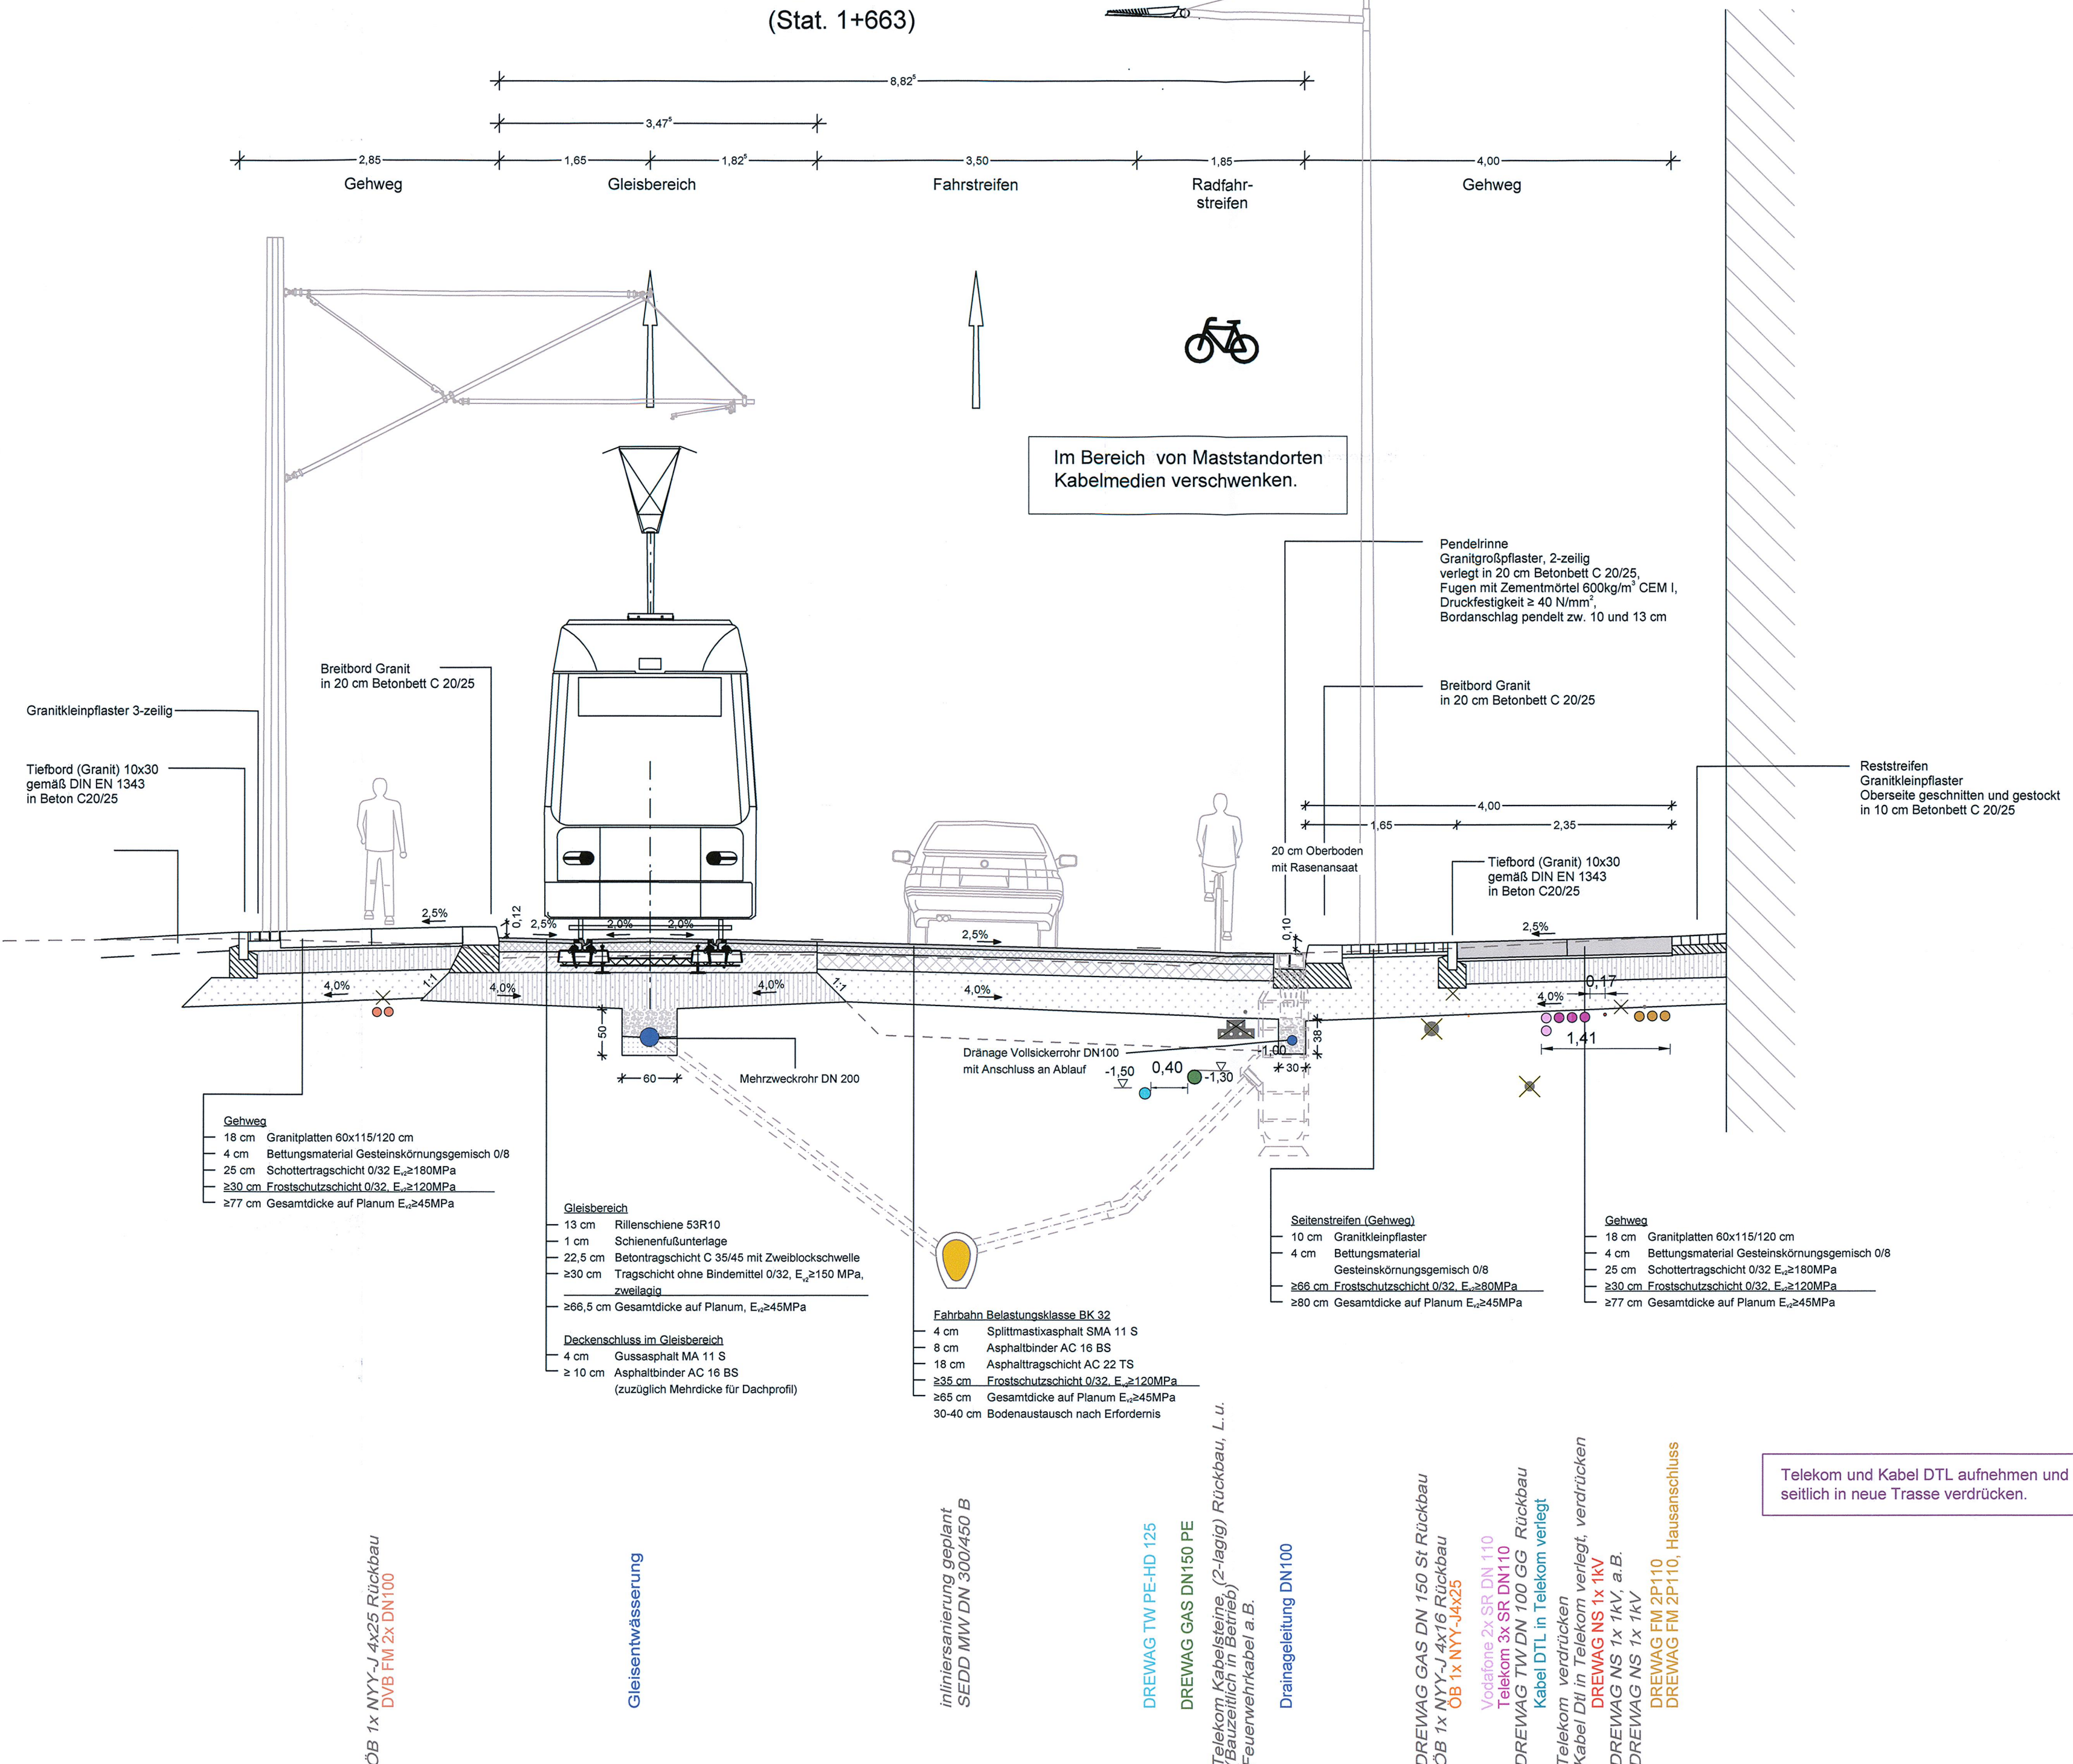 (Stat. 1+663)
8,82⁵
3,47⁵
2,85
1,65
1,82⁵
3,50
1,85
4,00
Gehweg
Gleisbereich
Fahrstreifen
Radfahr-
streifen
Gehweg
Im Bereich von Maststandorten
Kabelmedien verschwenken.
Pendelrinne
Granitgroßpflaster, 2-zeilig
verlegt in 20 cm Betonbett C 20/25,
Fugen mit Zementmörtel 600kg/m³ CEM I,
Druckfestigkeit ≥ 40 N/mm²,
Bordanschlag pendelt zw. 10 und 13 cm
Breitbord Granit
in 20 cm Betonbett C 20/25
Breitbord Granit
in 20 cm Betonbett C 20/25
Granitkleinpflaster 3-zeilig
Tiefbord (Granit) 10x30
gemäß DIN EN 1343
in Beton C20/25
Reststreifen
Granitkleinpflaster
Oberseite geschnitten und gestockt
in 10 cm Betonbett C 20/25
4,00
1,65
2,35
20 cm Oberboden
mit Rasenansaat
Tiefbord (Granit) 10x30
gemäß DIN EN 1343
in Beton C20/25
2,5%
0,12
2,5%
2,0%
2,0%
2,5%
0,10
2,5%
4,0%
1:1
4,0%
4,0%
1:1
4,0%
4,0%
0,17
50
60
Mehrzweckrohr DN 200
Dränage Vollsickerrohr DN100
mit Anschluss an Ablauf
-1,50
0,40
-1,30
-1,00
38
30
1,41
Gehweg
18 cm Granitplatten 60x115/120 cm
4 cm Bettungsmaterial Gesteinskörnungsgemisch 0/8
25 cm Schottertragschicht 0/32 Ev2≥180MPa
≥30 cm Frostschutzschicht 0/32, Ev2≥120MPa
≥77 cm Gesamtdicke auf Planum Ev2≥45MPa
Gleisbereich
13 cm Rillenschiene 53R10
1 cm Schienenfußunterlage
22,5 cm Betontragschicht C 35/45 mit Zweiblockschwelle
≥30 cm Tragschicht ohne Bindemittel 0/32, Ev2≥150 MPa,
zweilagig
≥66,5 cm Gesamtdicke auf Planum, Ev2≥45MPa
Deckenschluss im Gleisbereich
4 cm Gussasphalt MA 11 S
≥ 10 cm Asphaltbinder AC 16 BS
(zuzüglich Mehrdicke für Dachprofil)
Fahrbahn Belastungsklasse BK 32
4 cm Splittmastixasphalt SMA 11 S
8 cm Asphaltbinder AC 16 BS
18 cm Asphalttragschicht AC 22 TS
≥35 cm Frostschutzschicht 0/32, Ev2≥120MPa
≥65 cm Gesamtdicke auf Planum Ev2≥45MPa
30-40 cm Bodenaustausch nach Erfordernis
Seitenstreifen (Gehweg)
10 cm Granitkleinpflaster
4 cm Bettungsmaterial
Gesteinskörnungsgemisch 0/8
≥66 cm Frostschutzschicht 0/32, Ev2≥80MPa
≥80 cm Gesamtdicke auf Planum Ev2≥45MPa
Gehweg
18 cm Granitplatten 60x115/120 cm
4 cm Bettungsmaterial Gesteinskörnungsgemisch 0/8
25 cm Schottertragschicht 0/32 Ev2≥180MPa
≥30 cm Frostschutzschicht 0/32, Ev2≥120MPa
≥77 cm Gesamtdicke auf Planum Ev2≥45MPa
Telekom und Kabel DTL aufnehmen und
seitlich in neue Trasse verdrücken.
ÖB 1x NYY-J 4x25 Rückbau
DVB FM 2x DN100
Gleisentwässerung
inlinersanierung geplant
SEDD MW DN 300/450 B
DREWAG TW PE-HD 125
DREWAG GAS DN150 PE
Telekom Kabelsteine, (2-lagig) Rückbau, L.u.
(Bauzeitlich in Betrieb)
Feuerwehrkabel a.B.
Drainageleitung DN100
DREWAG GAS DN 150 St Rückbau
ÖB 1x NYY-J 4x16 Rückbau
ÖB 1x NYY-J4x25
Vodafone 2x SR DN 110
Telekom 3x SR DN110
DREWAG TW DN 100 GG Rückbau
Kabel DTL in Telekom verlegt
Telekom verdrücken
Kabel Dtl in Telekom verlegt, verdrücken
DREWAG NS 1x 1kV
DREWAG NS 1x 1kV, a.B.
DREWAG NS 1x 1kV
DREWAG FM 2P110
DREWAG FM 2P110, Hausanschluss